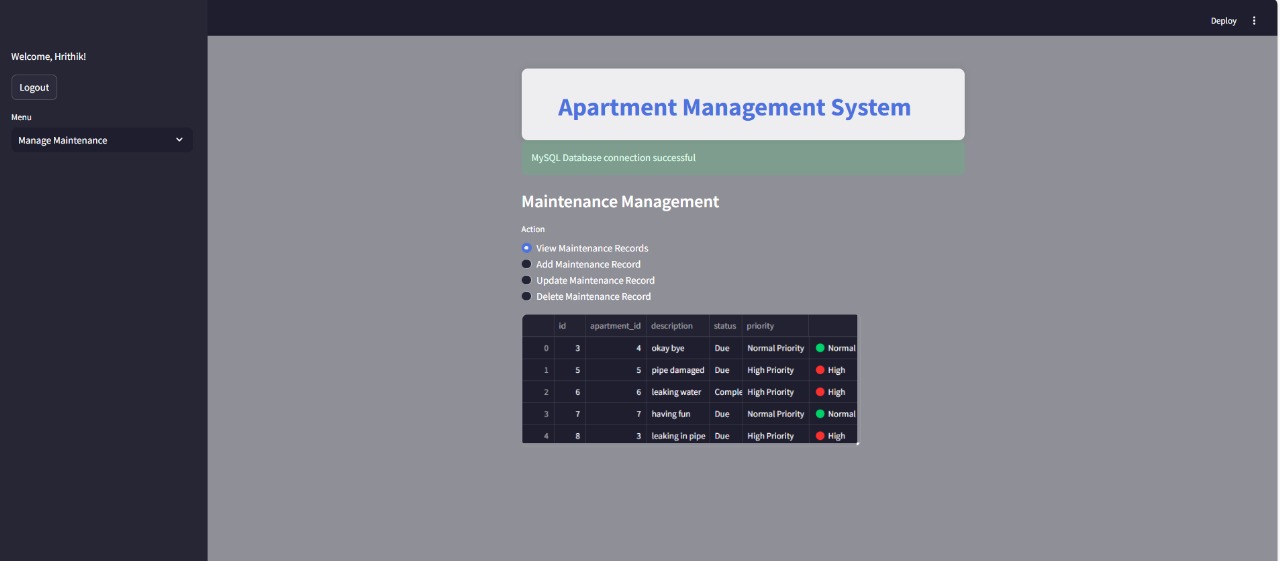 Deploy
Welcome, Hrithik!
Logout
Menu
Manage Maintenance
Apartment Management System
MySQL Database connection successful
Maintenance Management
Action
View Maintenance Records
Add Maintenance Record
Update Maintenance Record
Delete Maintenance Record
id apartment_id description status priority
0 3 4 okay bye Due Normal Priority Normal
1 5 5 pipe damaged Due High Priority High
2 6 6 leaking water Comple High Priority High
3 7 7 having fun Due Normal Priority Normal
4 8 3 leaking in pipe Due High Priority High